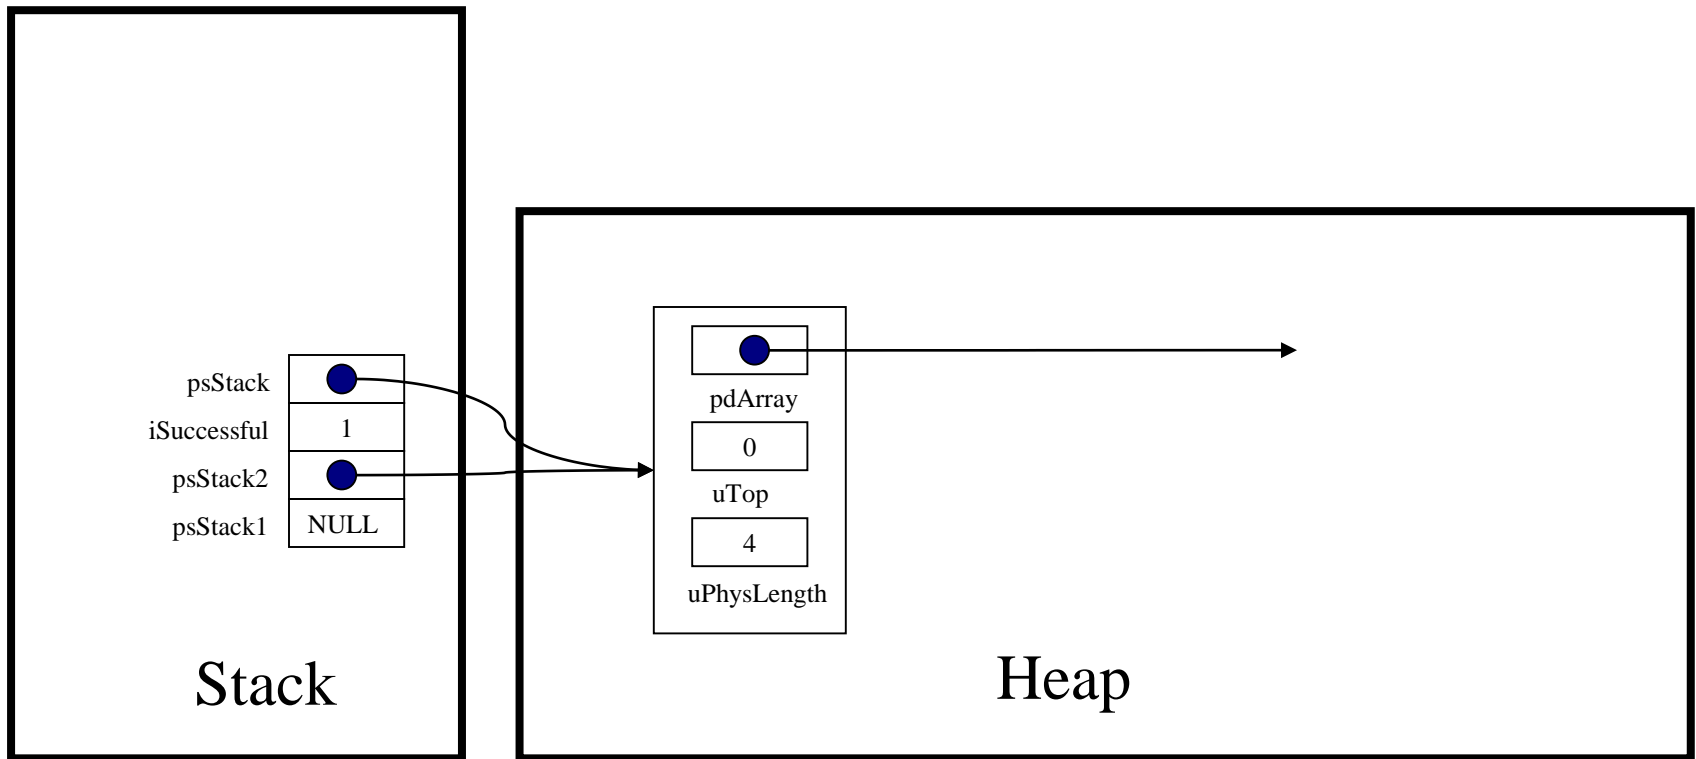 psStack
iSuccessful 1
psStack2
psStack1 NULL
Stack
pdArray
0
uTop
4
uPhysLength
Heap